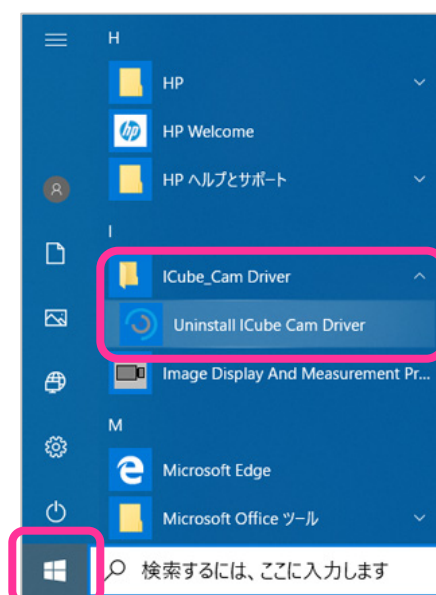 H
HP
hp
HP Welcome
HP ヘルプとサポート
I
ICube_Cam Driver
Uninstall ICube Cam Driver
Image Display And Measurement Pr...
M
Microsoft Edge
Microsoft Office ツール
検索するには、ここに入力します